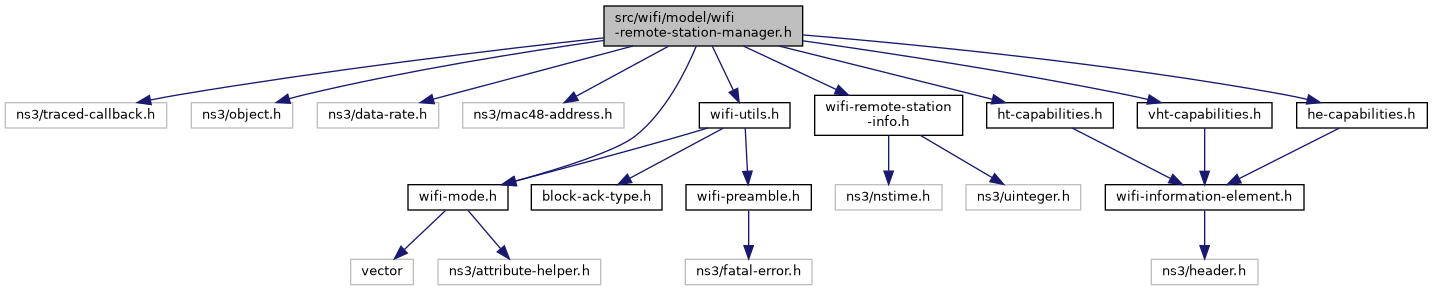 src/wifi/model/wifi
-remote-station-manager.h
ns3/traced-callback.h
ns3/object.h
ns3/data-rate.h
ns3/mac48-address.h
wifi-utils.h
wifi-remote-station
-info.h
ht-capabilities.h
vht-capabilities.h
he-capabilities.h
wifi-mode.h
block-ack-type.h
wifi-preamble.h
ns3/nstime.h
ns3/uinteger.h
wifi-information-element.h
vector
ns3/attribute-helper.h
ns3/fatal-error.h
ns3/header.h